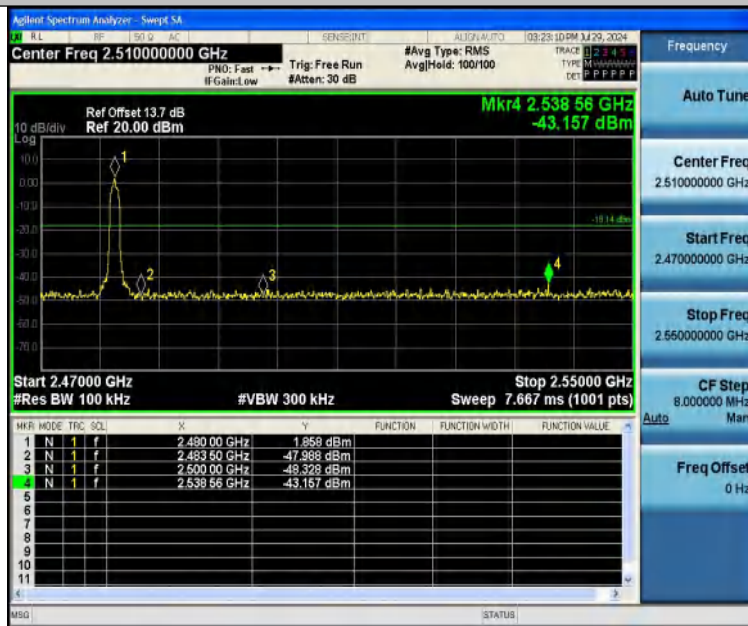 Agilent Spectrum Analyzer - Swept SA
RL RF 50 Ω AC SENSE:INT ALIGN AUTO 03:23:10 PM Jul 29, 2024
Center Freq 2.510000000 GHz
PNO: Fast
IFGain:Low
Trig: Free Run
#Atten: 30 dB
#Avg Type: RMS
Avg|Hold: 100/100
TRACE 1 2 3 4 5
TYPE M
DET P P P P P P
Mkr4 2.538 56 GHz
-43.157 dBm
Ref Offset 13.7 dB
10 dB/div Ref 20.00 dBm
Log
10.0
0.00
-10.0
-20.0
-30.0
-40.0
-50.0
-60.0
-70.0
1
2
3
4
-18.14 dBm
Start 2.47000 GHz Stop 2.55000 GHz
#Res BW 100 kHz #VBW 300 kHz Sweep 7.667 ms (1001 pts)
MKR MODE TRC SCL X Y FUNCTION FUNCTION WIDTH FUNCTION VALUE
1 N 1 f 2.480 00 GHz 1.858 dBm
2 N 1 f 2.483 50 GHz -47.988 dBm
3 N 1 f 2.500 00 GHz -48.328 dBm
4 N 1 f 2.538 56 GHz -43.157 dBm
5
6
7
8
9
10
11
MSG STATUS
Frequency
Auto Tune
Center Freq
2.510000000 GHz
Start Freq
2.470000000 GHz
Stop Freq
2.550000000 GHz
CF Step
8.000000 MHz
Auto Man
Freq Offset
0 Hz